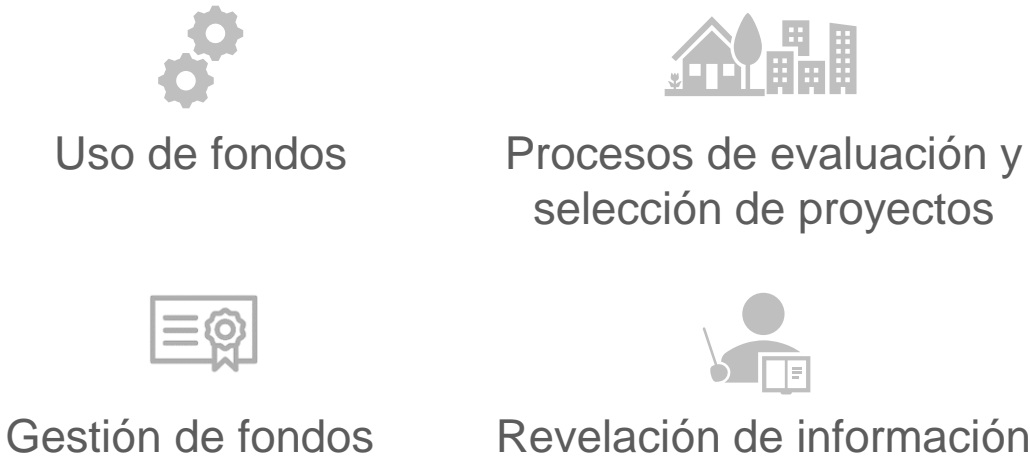 Uso de fondos
Procesos de evaluación y
selección de proyectos
Gestión de fondos
Revelación de información